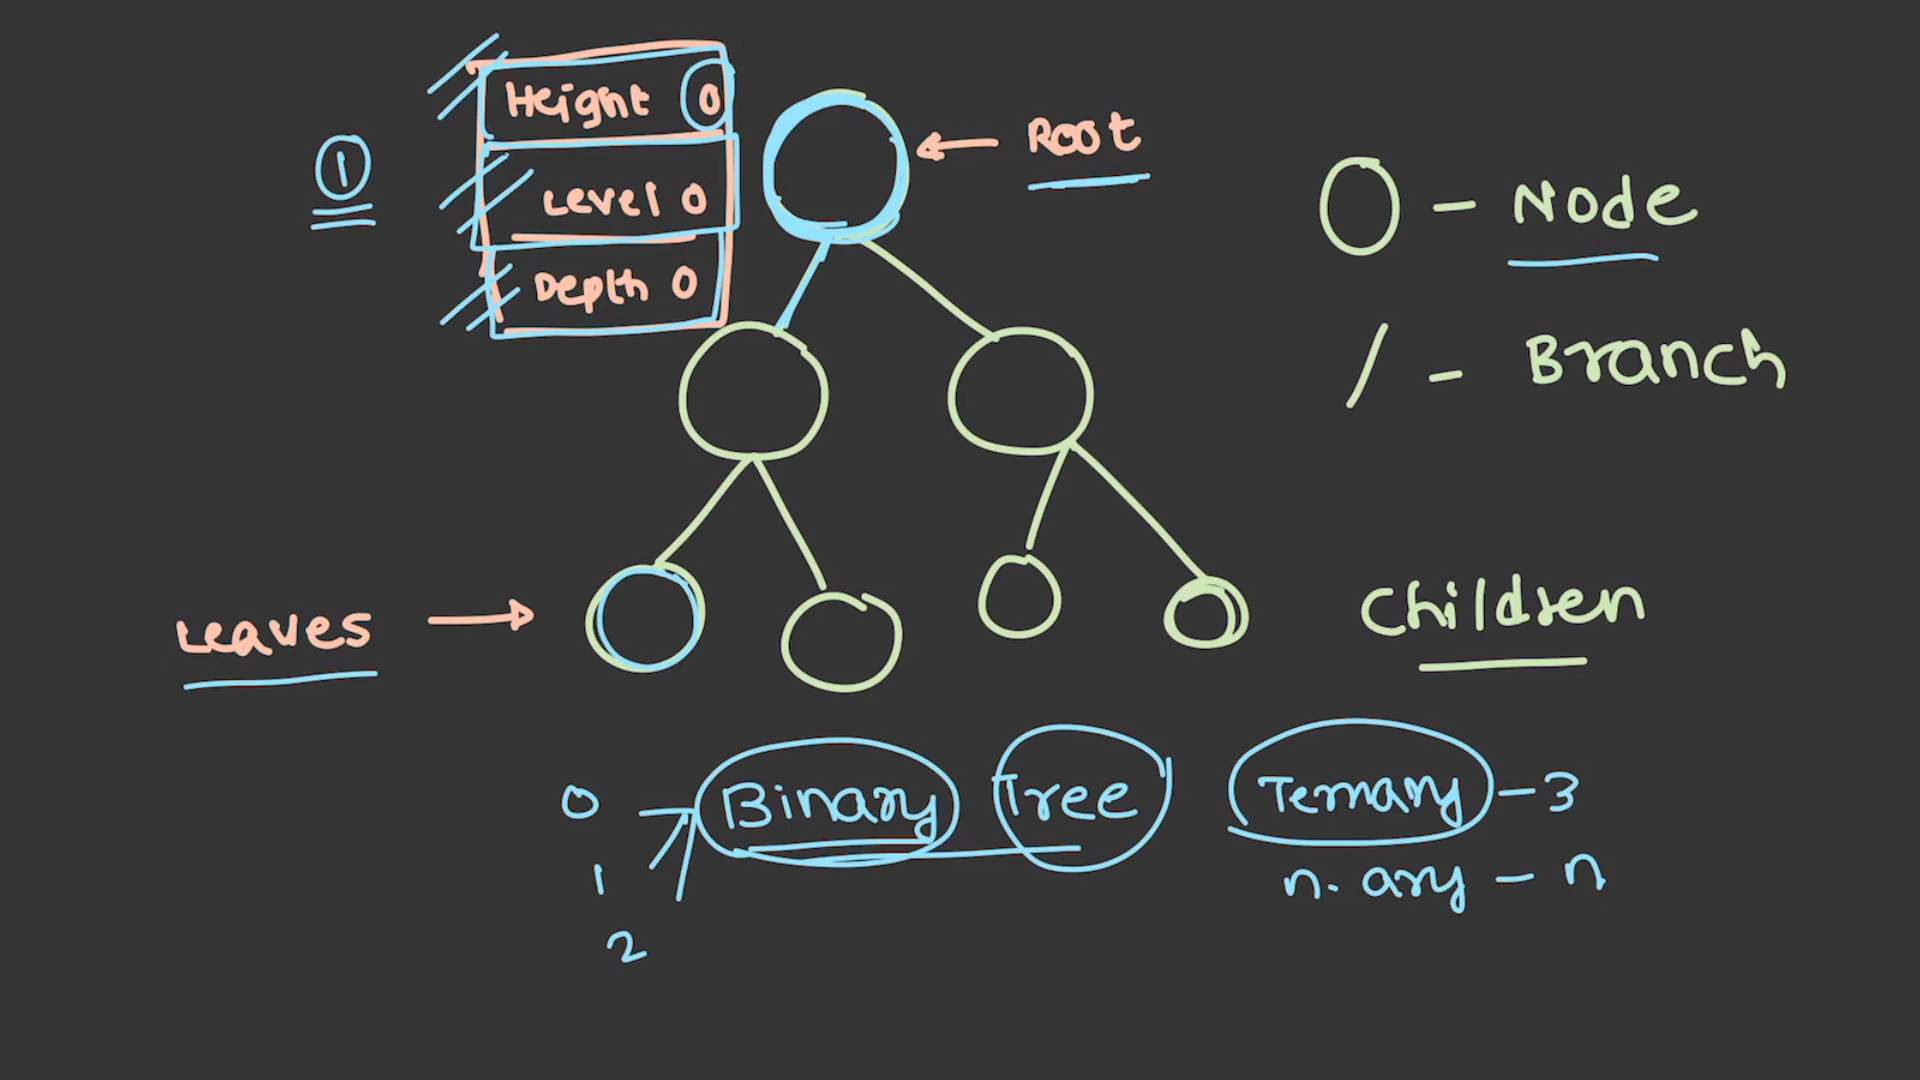 Height 0
Level 0
Depth 0
1
Root
Node
Branch
Leaves
Children
0
1
2
Binary Tree
Ternary - 3
n. ary - n